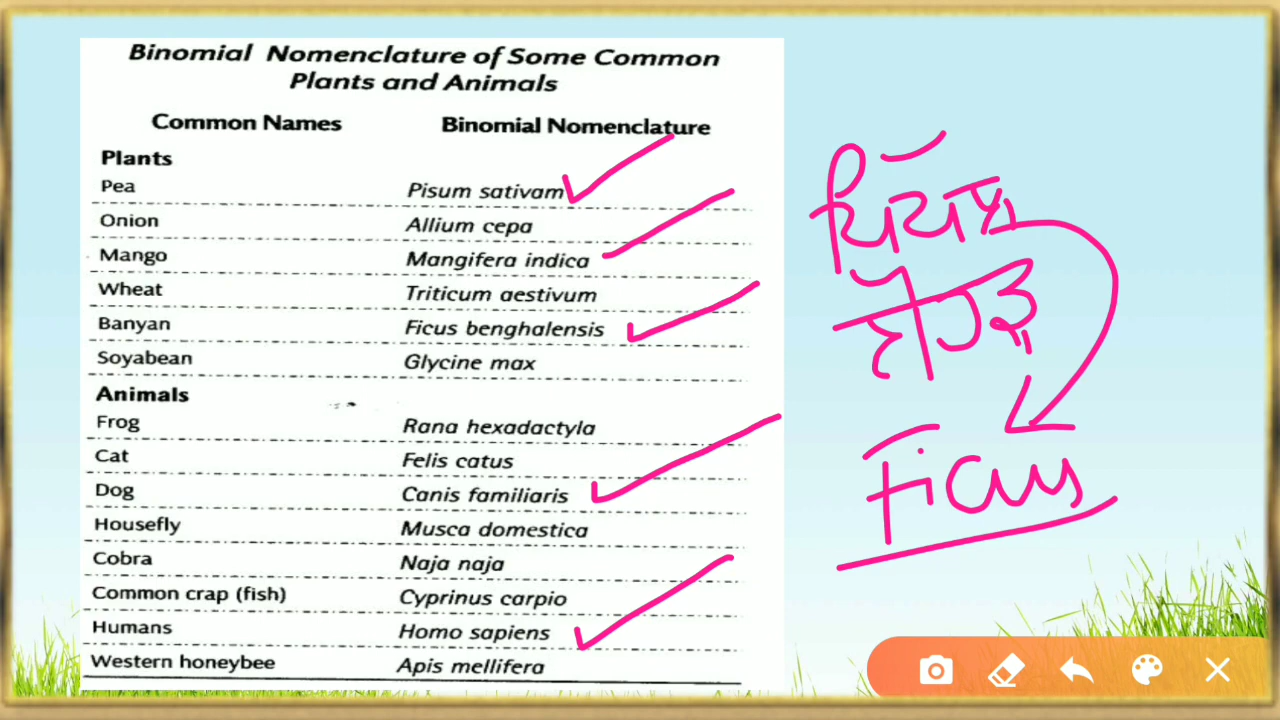 Binomial Nomenclature of Some Common
Plants and Animals
Common Names Binomial Nomenclature
Plants
Pea Pisum sativam
Onion Allium cepa
Mango Mangifera indica
Wheat Triticum aestivum
Banyan Ficus benghalensis
Soyabean Glycine max
Animals
Frog Rana hexadactyla
Cat Felis catus
Dog Canis familiaris
Housefly Musca domestica
Cobra Naja naja
Common crap (fish) Cyprinus carpio
Humans Homo sapiens
Western honeybee Apis mellifera
Ficus